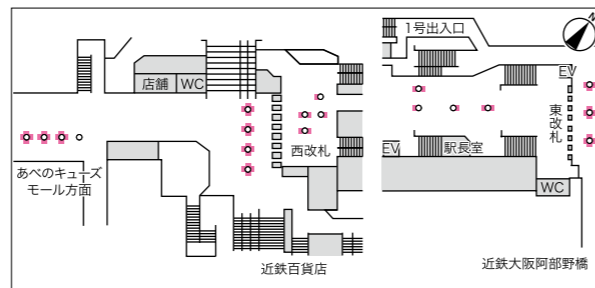 1号出入口
N
店舗
WC
EV
東改札
西改札
EV
駅長室
あべのキューズ
モール方面
WC
近鉄百貨店
近鉄大阪阿部野橋